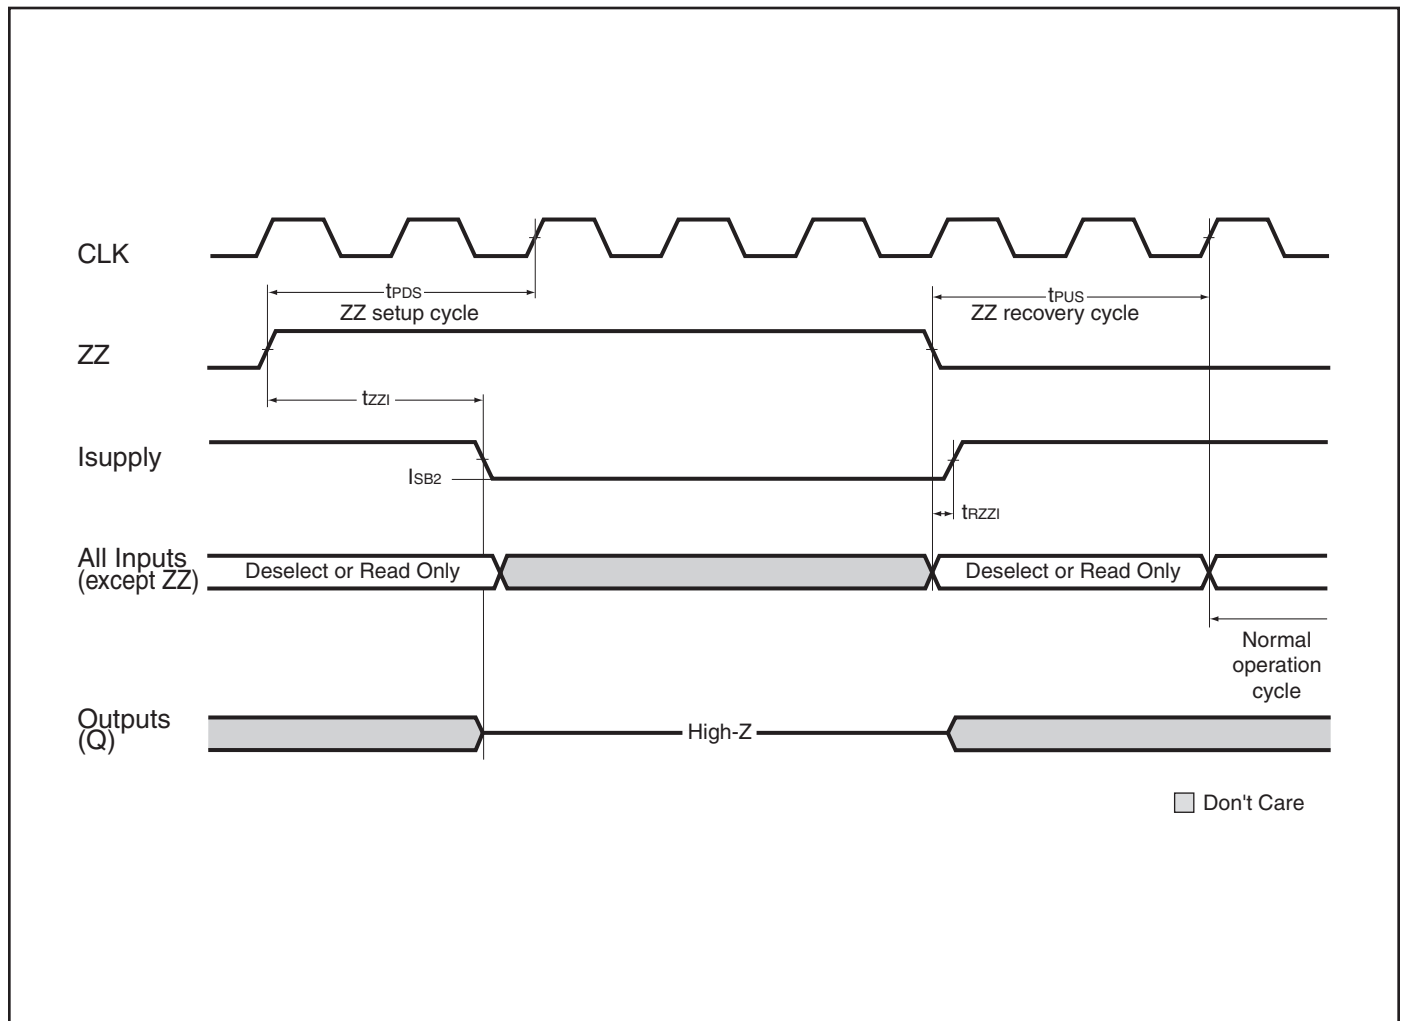 CLK
tPDS
ZZ setup cycle
tPUS
ZZ recovery cycle
ZZ
tZZI
Isupply
ISB2
tRZZI
All Inputs
(except ZZ)
Deselect or Read Only
Deselect or Read Only
Normal
operation
cycle
Outputs
(Q)
High-Z
Don't Care